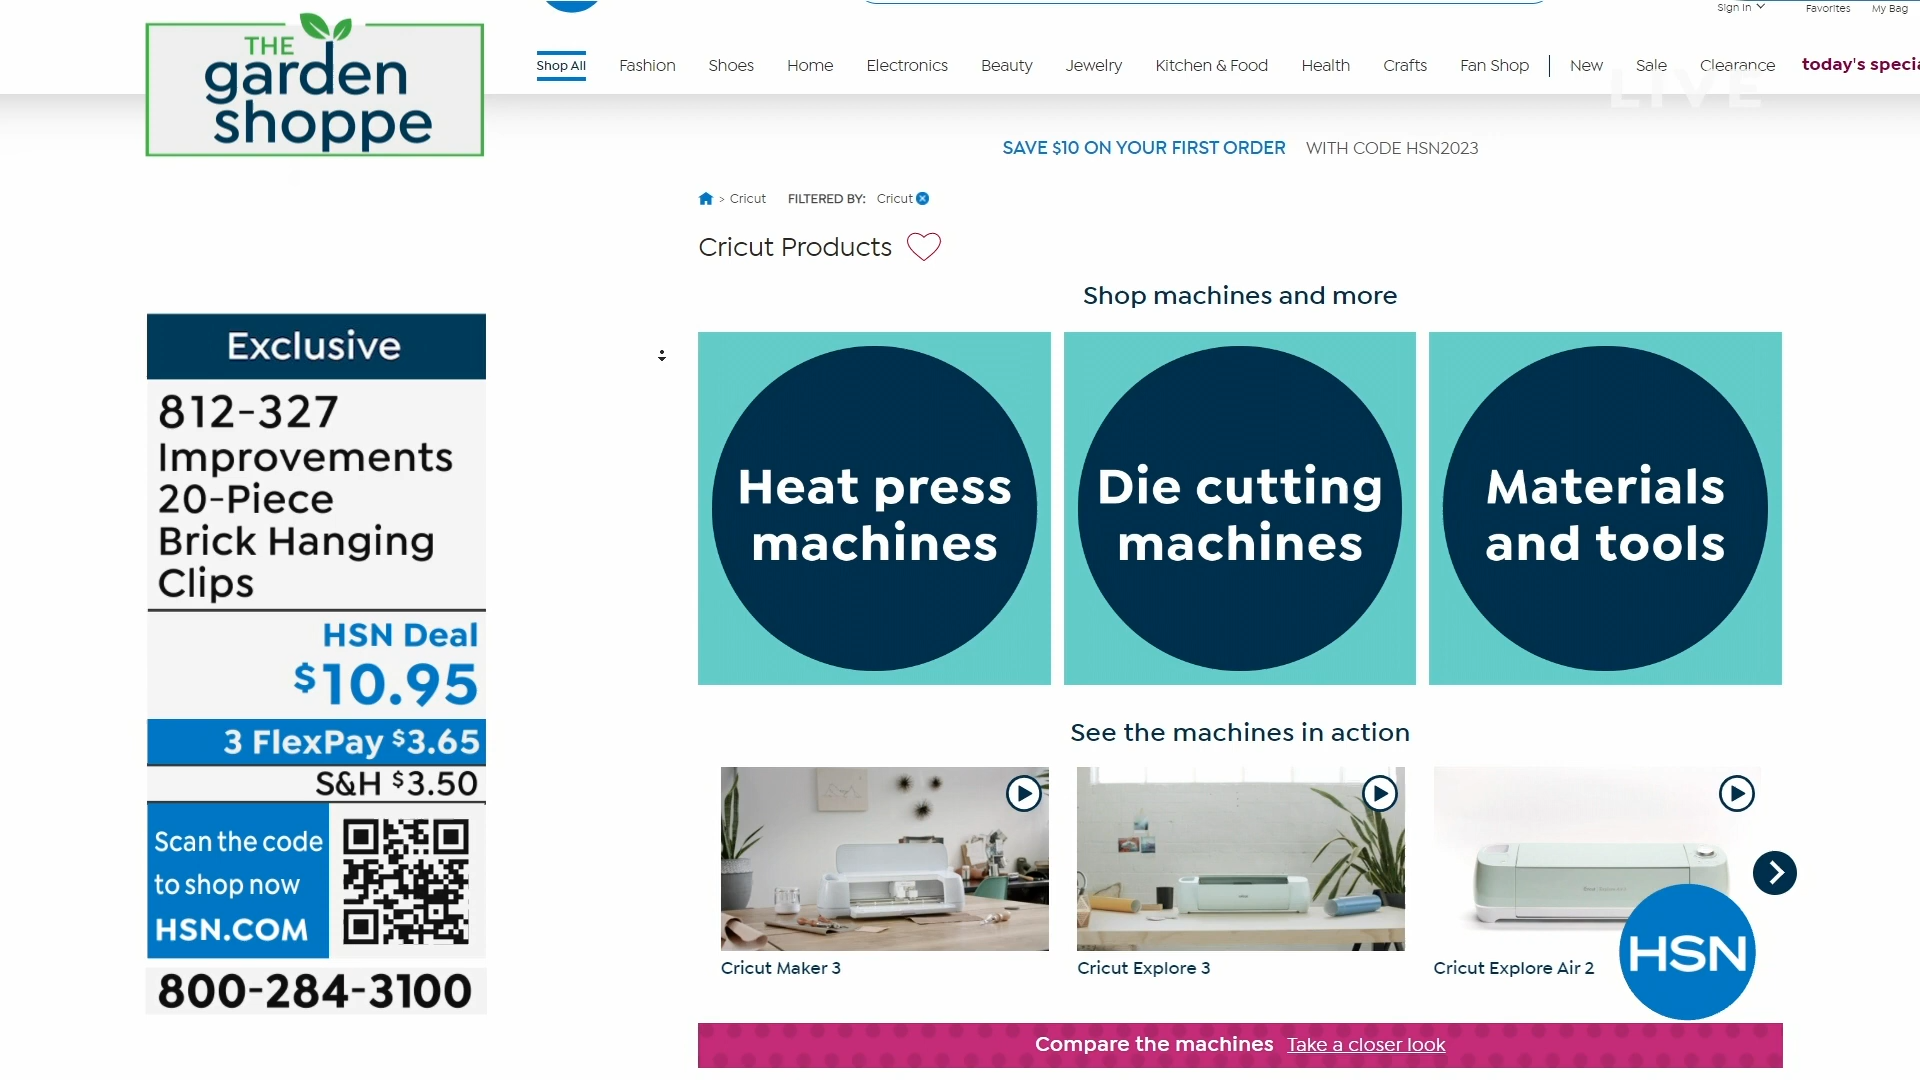 THE
garden
shoppe
Sign In
Favorites
My Bag
Shop All
Fashion
Shoes
Home
Electronics
Beauty
Jewelry
Kitchen & Food
Health
Crafts
Fan Shop
New
Sale
Clearance
today's specia
LIVE
SAVE $10 ON YOUR FIRST ORDER WITH CODE HSN2023
> Cricut FILTERED BY: Cricut
Cricut Products
Shop machines and more
Exclusive
812-327
Improvements
20-Piece
Brick Hanging
Clips
HSN Deal
$10.95
3 FlexPay $3.65
S&H $3.50
Scan the code
to shop now
HSN.COM
800-284-3100
Heat press
machines
Die cutting
machines
Materials
and tools
See the machines in action
Cricut Maker 3
Cricut Explore 3
Cricut Explore Air 2
HSN
Compare the machines Take a closer look